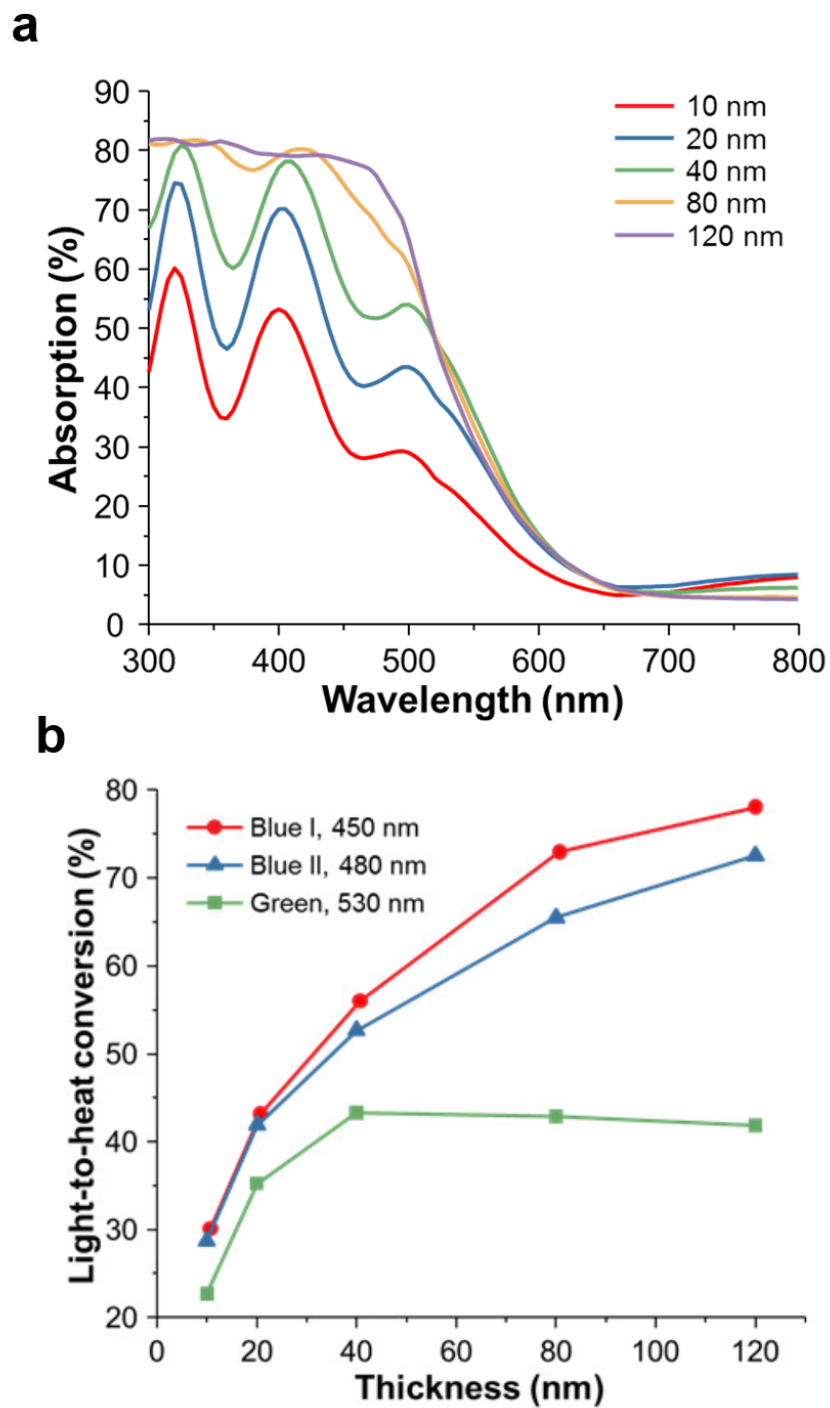 a
90
80
70
60
50
40
30
20
10
0
Absorption (%)
10 nm
20 nm
40 nm
80 nm
120 nm
300 400 500 600 700 800
Wavelength (nm)
b
80
70
60
50
40
30
20
Light-to-heat conversion (%)
Blue I, 450 nm
Blue II, 480 nm
Green, 530 nm
0 20 40 60 80 100 120
Thickness (nm)